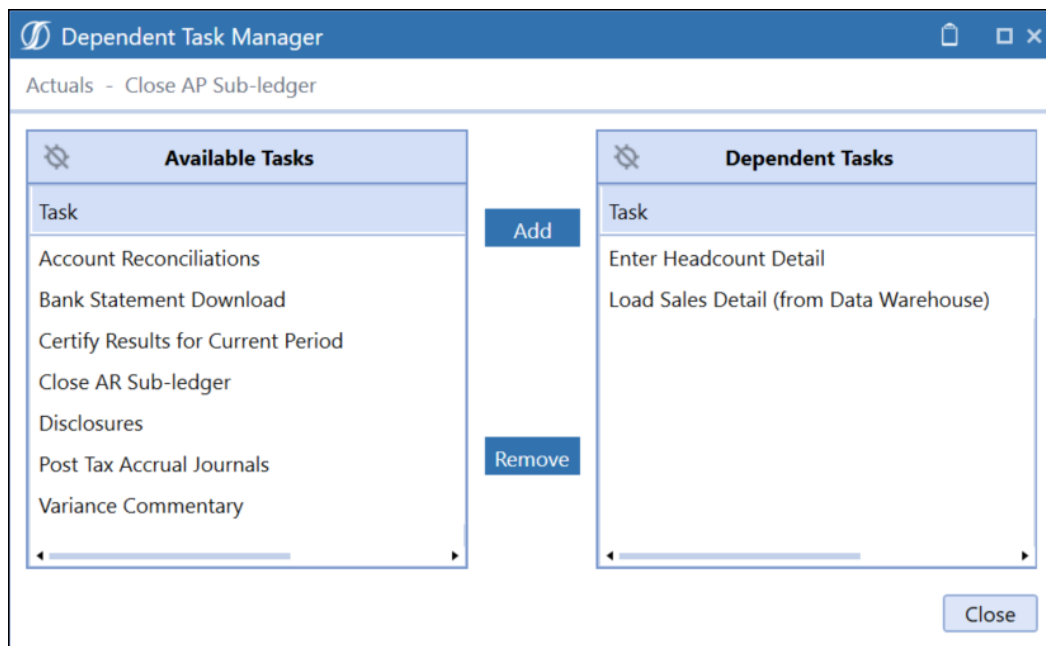 Dependent Task Manager
Actuals - Close AP Sub-ledger
Available Tasks
Task
Account Reconciliations
Bank Statement Download
Certify Results for Current Period
Close AR Sub-ledger
Disclosures
Post Tax Accrual Journals
Variance Commentary
Add
Remove
Dependent Tasks
Task
Enter Headcount Detail
Load Sales Detail (from Data Warehouse)
Close